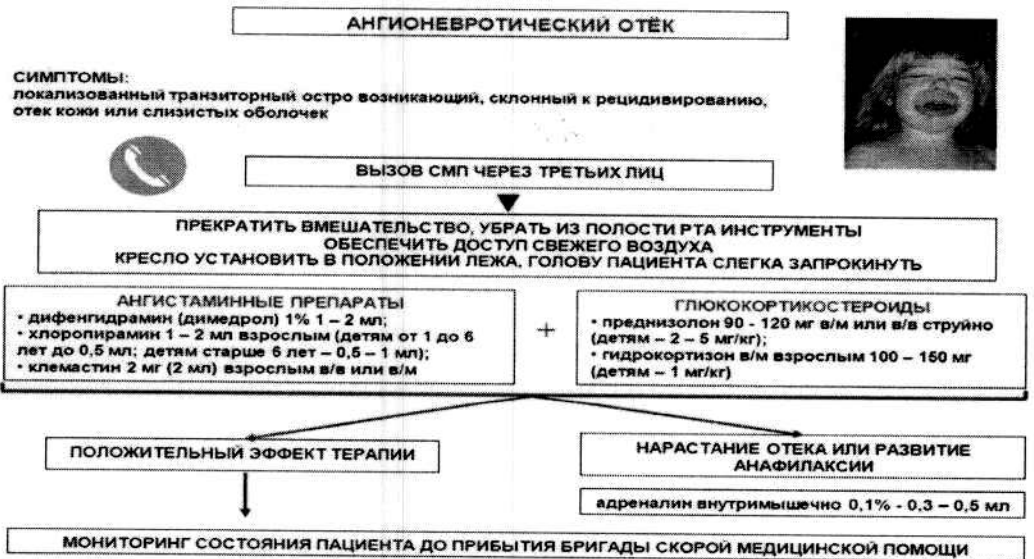 АНГИОНЕВРОТИЧЕСКИЙ ОТЁК
СИМПТОМЫ:
локализованный транзиторный остро возникающий, склонный к рецидивированию,
отек кожи или слизистых оболочек
ВЫЗОВ СМП ЧЕРЕЗ ТРЕТЬИХ ЛИЦ
ПРЕКРАТИТЬ ВМЕШАТЕЛЬСТВО, УБРАТЬ ИЗ ПОЛОСТИ РТА ИНСТРУМЕНТЫ
ОБЕСПЕЧИТЬ ДОСТУП СВЕЖЕГО ВОЗДУХА
КРЕСЛО УСТАНОВИТЬ В ПОЛОЖЕНИИ ЛЕЖА, ГОЛОВУ ПАЦИЕНТА СЛЕГКА ЗАПРОКИНУТЬ
АНГИСТАМИННЫЕ ПРЕПАРАТЫ
• дифенгидрамин (димедрол) 1% 1 – 2 мл;
• хлоропирамин 1 – 2 мл взрослым (детям от 1 до 6
лет до 0,5 мл; детям старше 6 лет – 0,5 – 1 мл);
• клемастин 2 мг (2 мл) взрослым в/в или в/м
+
ГЛЮКОКОРТИКОСТЕРОИДЫ
• преднизолон 90 - 120 мг в/м или в/в струйно
(детям – 2 – 5 мг/кг);
• гидрокортизон в/м взрослым 100 – 150 мг
(детям – 1 мг/кг)
ПОЛОЖИТЕЛЬНЫЙ ЭФФЕКТ ТЕРАПИИ
НАРАСТАНИЕ ОТЕКА ИЛИ РАЗВИТИЕ
АНАФИЛАКСИИ
адреналин внутримышечно 0,1% - 0,3 – 0,5 мл
МОНИТОРИНГ СОСТОЯНИЯ ПАЦИЕНТА ДО ПРИБЫТИЯ БРИГАДЫ СКОРОЙ МЕДИЦИНСКОЙ ПОМОЩИ